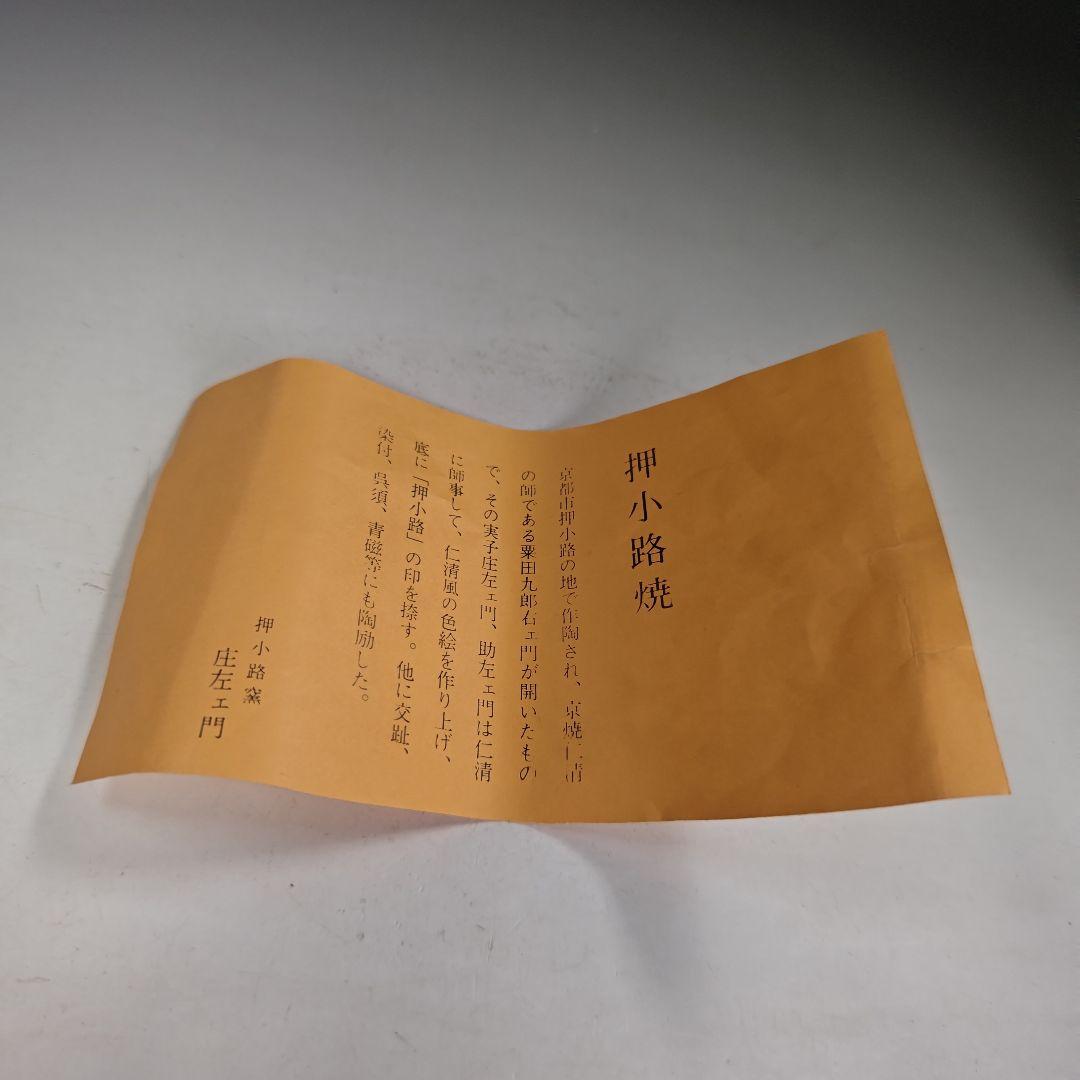 押小路焼
京都市押小路の地で作陶され、京焼仁清
の師である粟田九郎右ェ門が開いたもの
で、その実子庄左ェ門、助左ェ門は仁清
に師事して、仁清風の色絵を作り上げ、
底に「押小路」の印を捺す。他に交趾、
染付、呉須、青磁等にも陶励した。
押小路窯
庄左ェ門